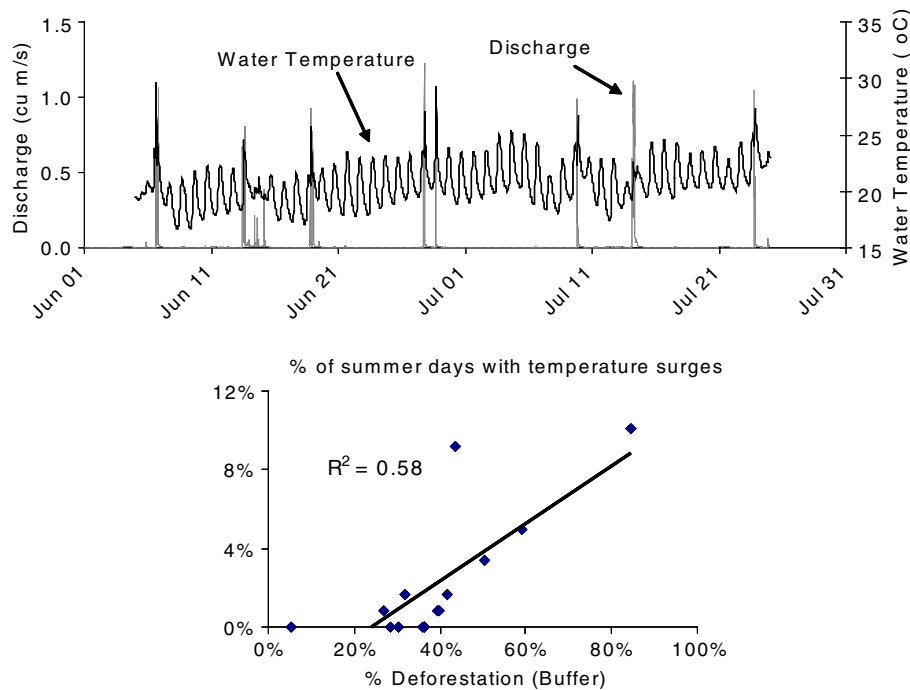 1.5
1.0
0.5
0.0
Discharge (cu m/s)
Water Temperature
Discharge
35
30
25
20
15
Water Temperature ( oC)
Jun 01
Jun 11
Jun 21
Jul 01
Jul 11
Jul 21
Jul 31
% of summer days with temperature surges
12%
8%
4%
0%
R² = 0.58
0%
20%
40%
60%
80%
100%
% Deforestation (Buffer)